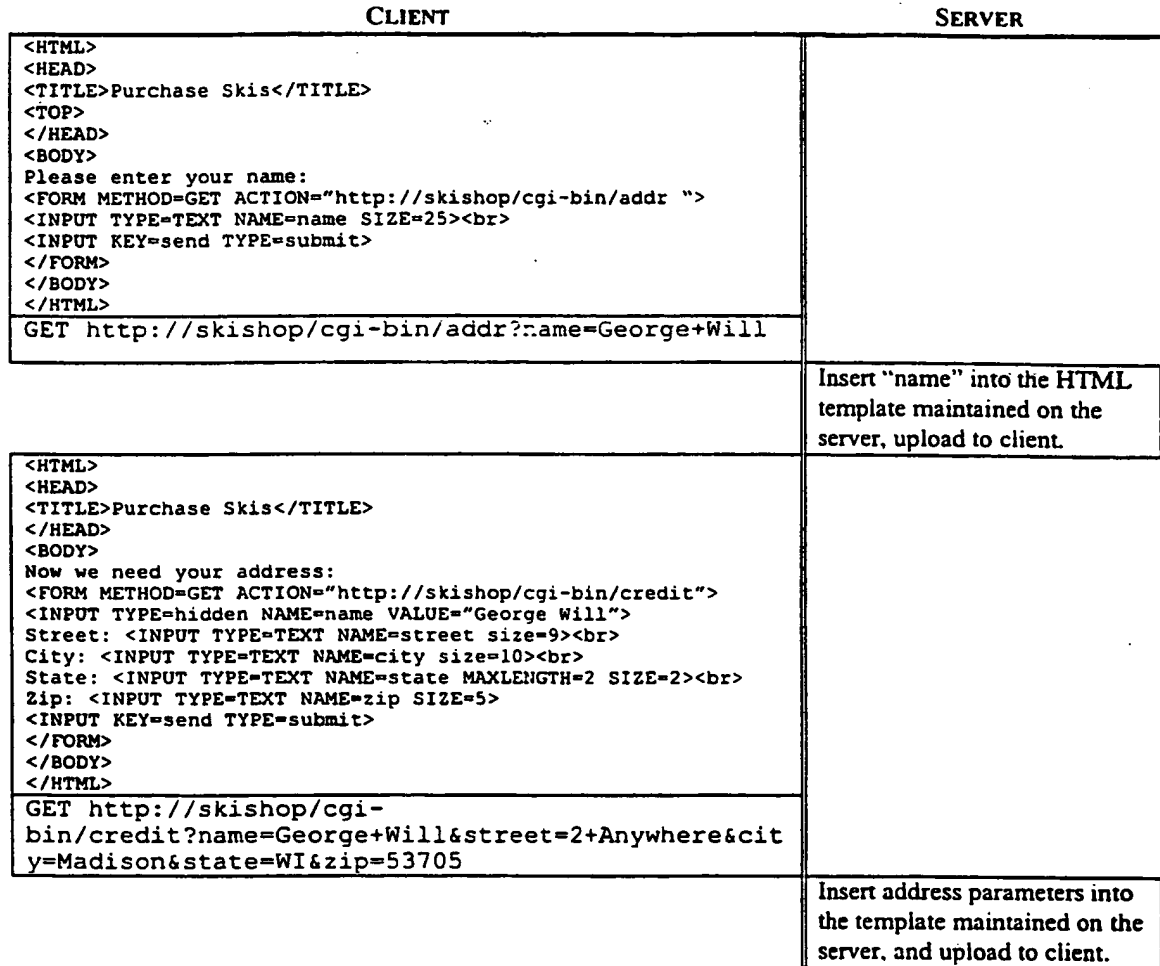 CLIENT SERVER
<HTML>
<HEAD>
<TITLE>Purchase Skis</TITLE>
<TOP>
</HEAD>
<BODY>
Please enter your name:
<FORM METHOD=GET ACTION="http://skishop/cgi-bin/addr ">
<INPUT TYPE=TEXT NAME=name SIZE=25><br>
<INPUT KEY=send TYPE=submit>
</FORM>
</BODY>
</HTML>
GET http://skishop/cgi-bin/addr?name=George+Will
Insert "name" into the HTML
template maintained on the
server, upload to client.
<HTML>
<HEAD>
<TITLE>Purchase Skis</TITLE>
</HEAD>
<BODY>
Now we need your address:
<FORM METHOD=GET ACTION="http://skishop/cgi-bin/credit">
<INPUT TYPE=hidden NAME=name VALUE="George Will">
Street: <INPUT TYPE=TEXT NAME=street size=9><br>
City: <INPUT TYPE=TEXT NAME=city size=10><br>
State: <INPUT TYPE=TEXT NAME=state MAXLENGTH=2 SIZE=2><br>
Zip: <INPUT TYPE=TEXT NAME=zip SIZE=5>
<INPUT KEY=send TYPE=submit>
</FORM>
</BODY>
</HTML>
GET http://skishop/cgi-
bin/credit?name=George+Will&street=2+Anywhere&cit
y=Madison&state=WI&zip=53705
Insert address parameters into
the template maintained on the
server, and upload to client.